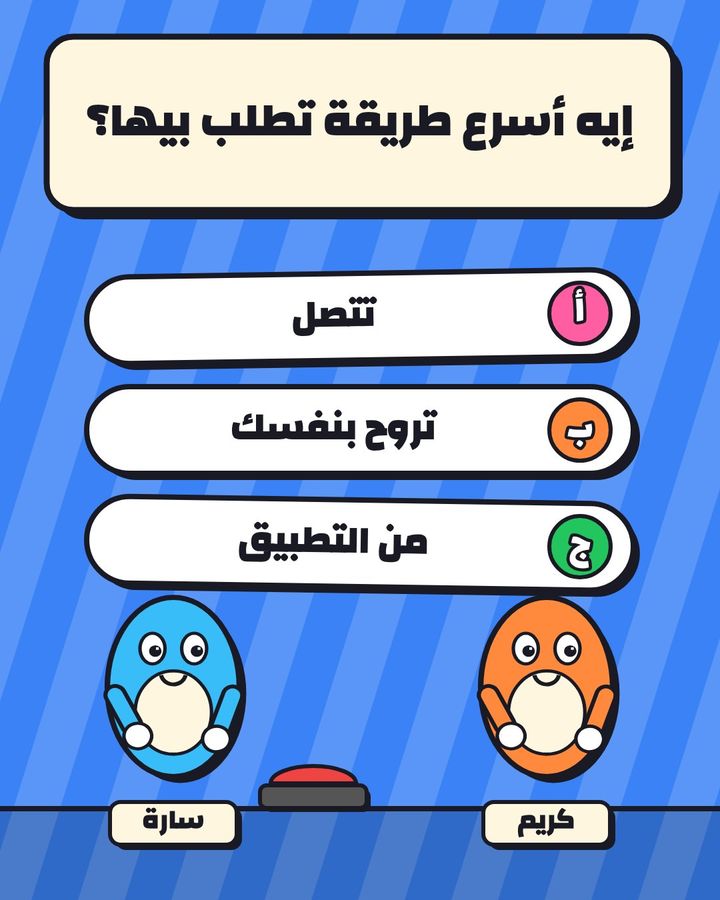 إيه أسرع طريقة تطلب بيها؟
أ
تتصل
ب
تروح بنفسك
ج
من التطبيق
كريم
سارة